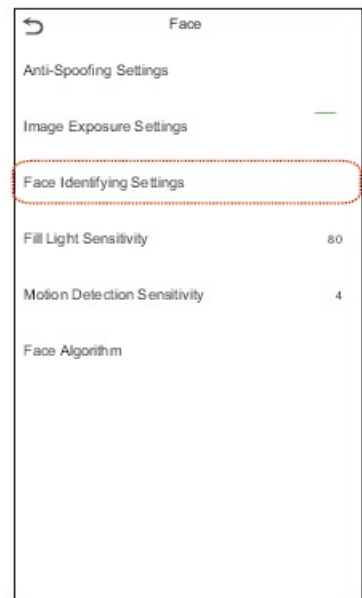 Face
Anti-Spoofing Settings
Image Exposure Settings
Face Identifying Settings
Fill Light Sensitivity 80
Motion Detection Sensitivity 4
Face Algorithm